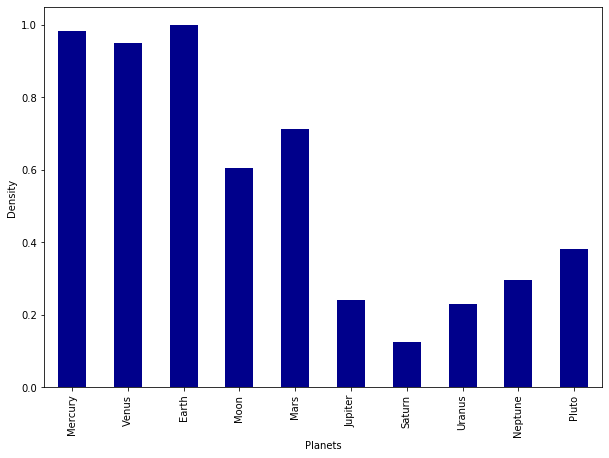 1.0
0.8
0.6
0.4
0.2
0.0
Density
Mercury
Venus
Earth
Moon
Mars
Jupiter
Saturn
Uranus
Neptune
Pluto
Planets